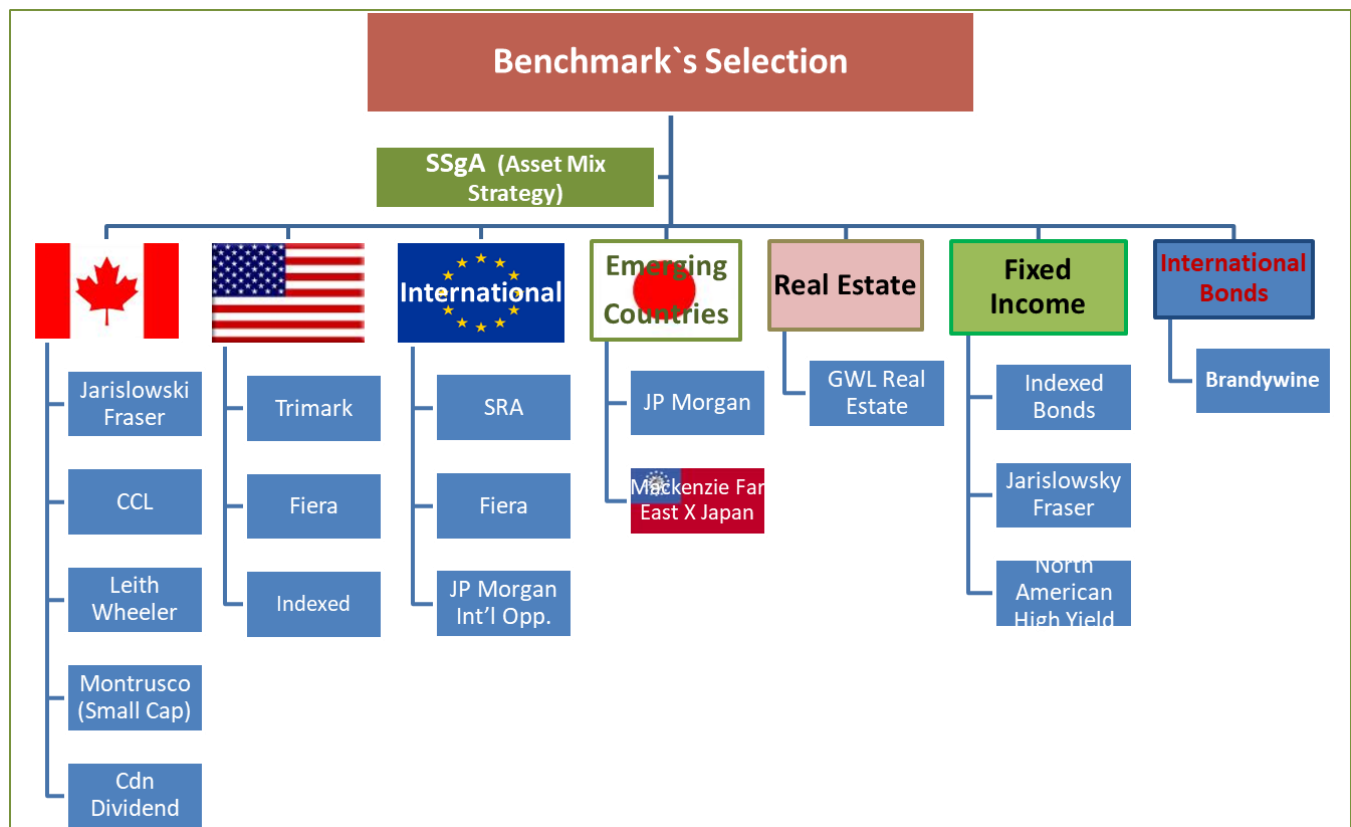 Benchmark`s Selection
SSgA (Asset Mix
Strategy)
International
Emerging
Countries
Real Estate
Fixed
Income
International
Bonds
Jarislowski
Fraser
CCL
Leith
Wheeler
Montrusco
(Small Cap)
Cdn
Dividend
Trimark
Fiera
Indexed
SRA
Fiera
JP Morgan
Int’l Opp.
JP Morgan
Mackenzie Far
East X Japan
GWL Real
Estate
Indexed
Bonds
Jarislowsky
Fraser
North
American
High Yield
Brandywine